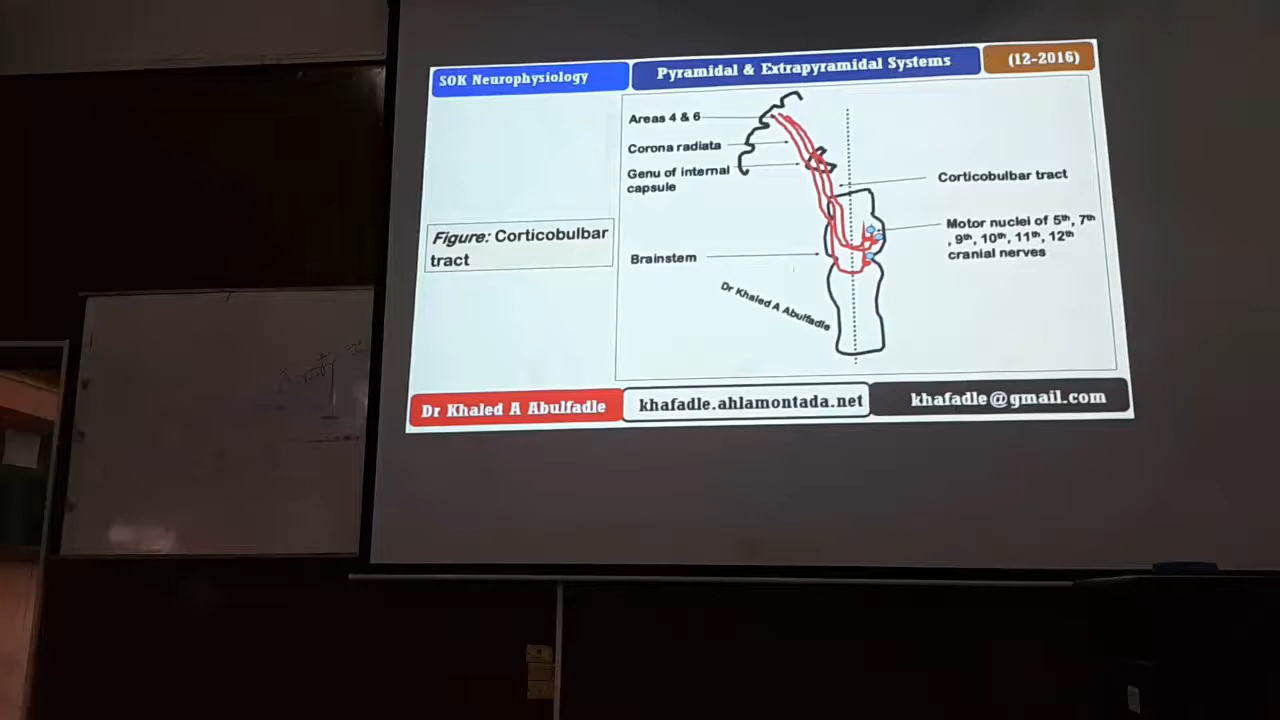 SOK Neurophysiology
Pyramidal & Extrapyramidal Systems
(12-2016)
Areas 4 & 6
Corona radiata
Genu of internal
capsule
Corticobulbar tract
Motor nuclei of 5th, 7th
, 9th, 10th, 11th, 12th
cranial nerves
Figure: Corticobulbar
tract
Brainstem
Dr Khaled A Abulfadle
Dr Khaled A Abulfadle
khafadle.ahlamontada.net
khafadle@gmail.com